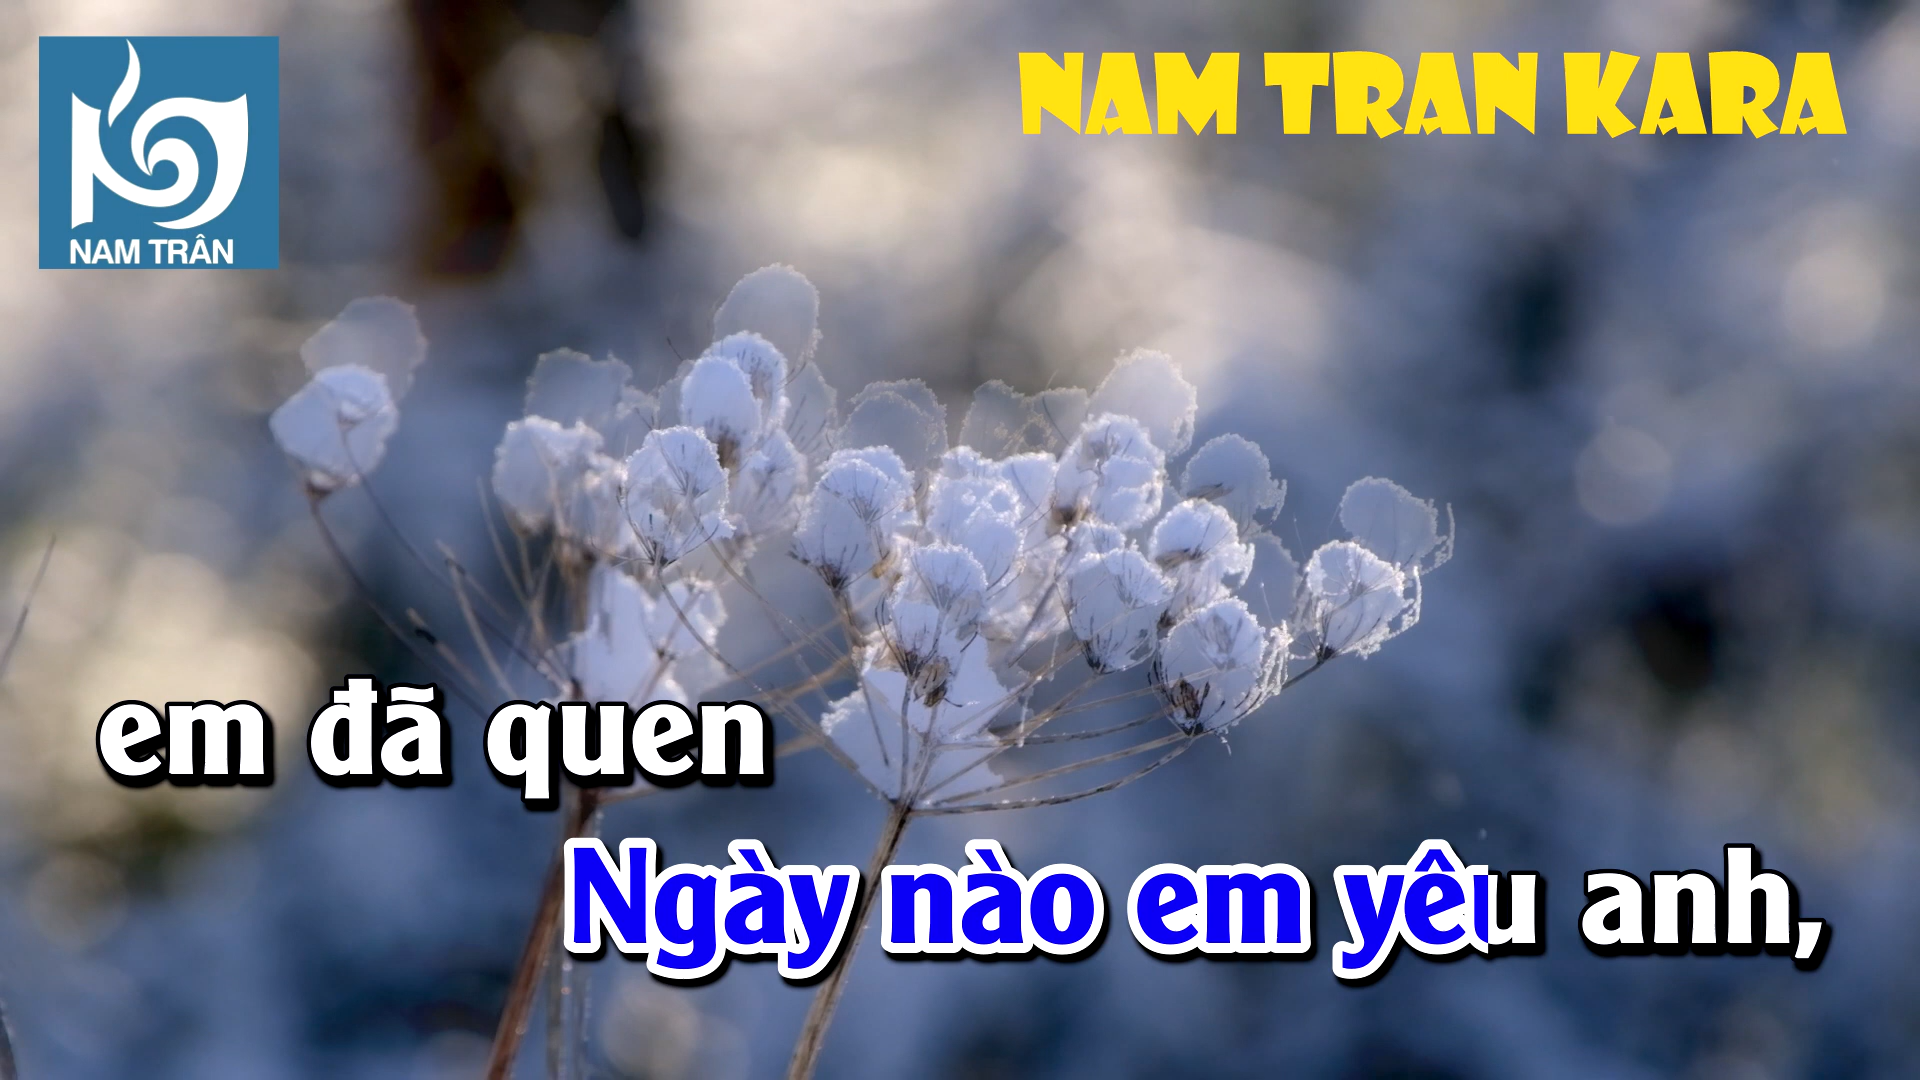 NAM TRAN KARA
NAM TRÂN
em đã quen
Ngày nào em yêu anh,